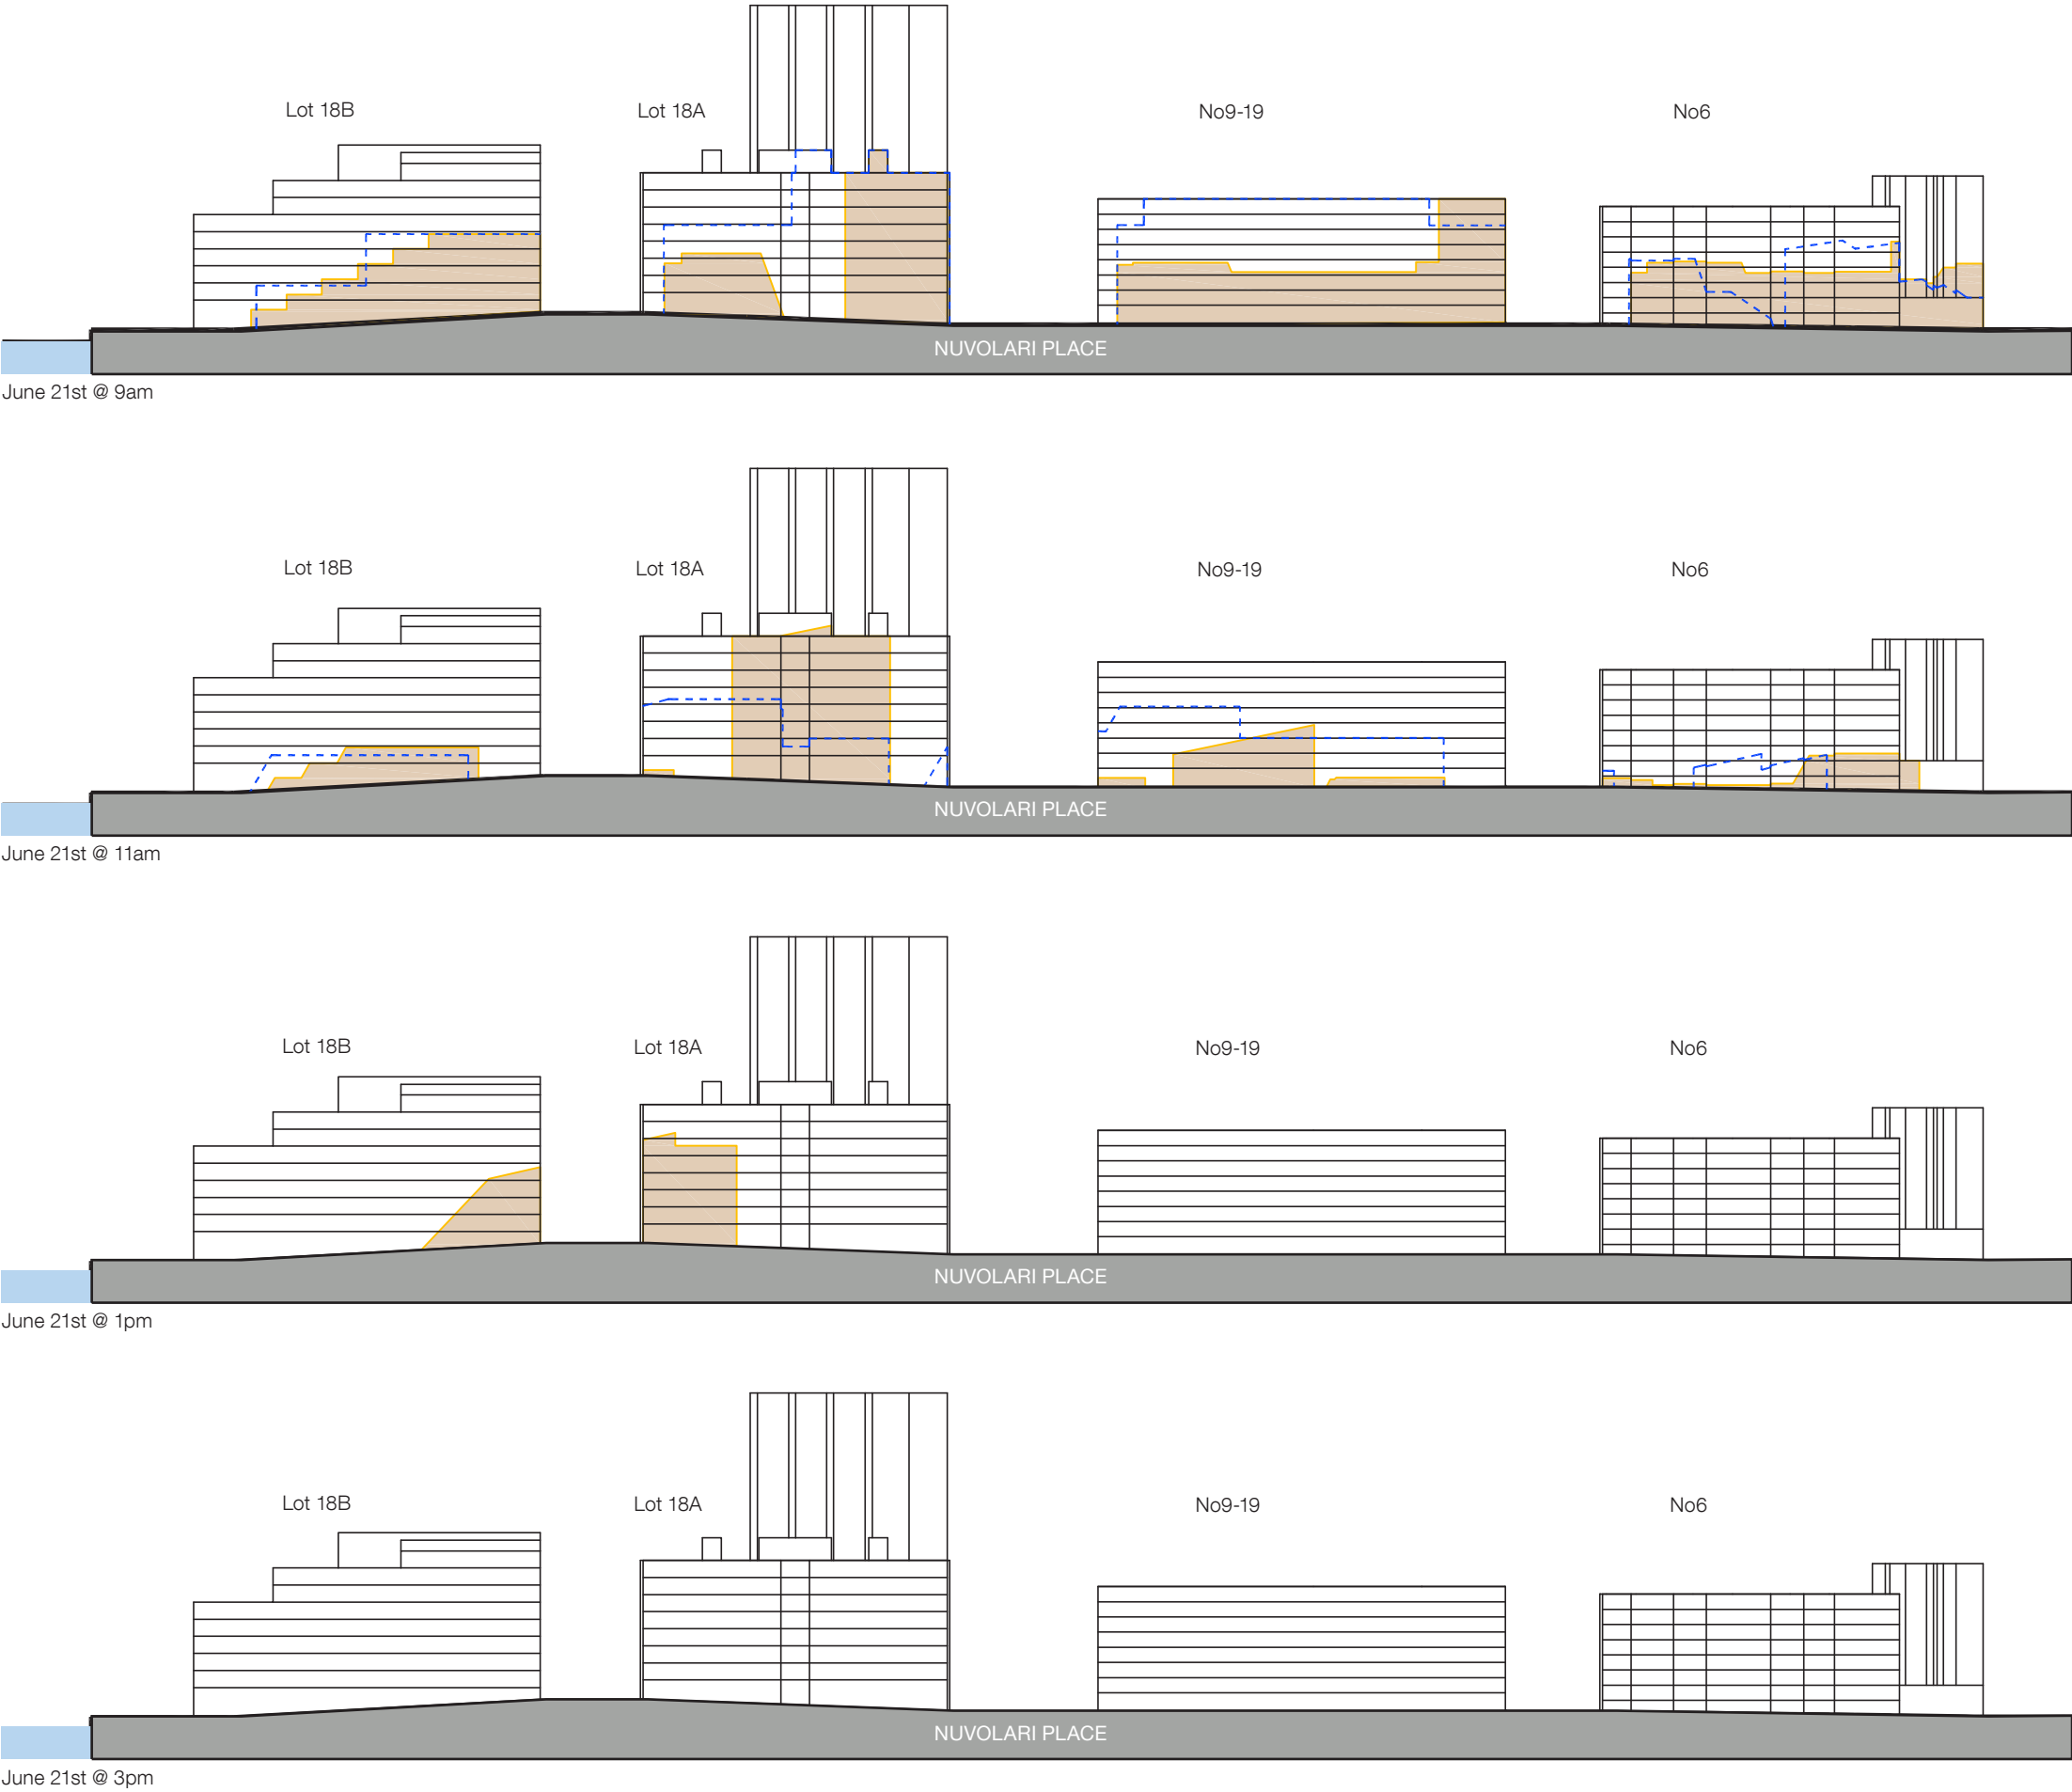 Lot 18B
Lot 18A
No9-19
No6
NUVOLARI PLACE
June 21st @ 9am
Lot 18B
Lot 18A
No9-19
No6
NUVOLARI PLACE
June 21st @ 11am
Lot 18B
Lot 18A
No9-19
No6
NUVOLARI PLACE
June 21st @ 1pm
Lot 18B
Lot 18A
No9-19
No6
NUVOLARI PLACE
June 21st @ 3pm